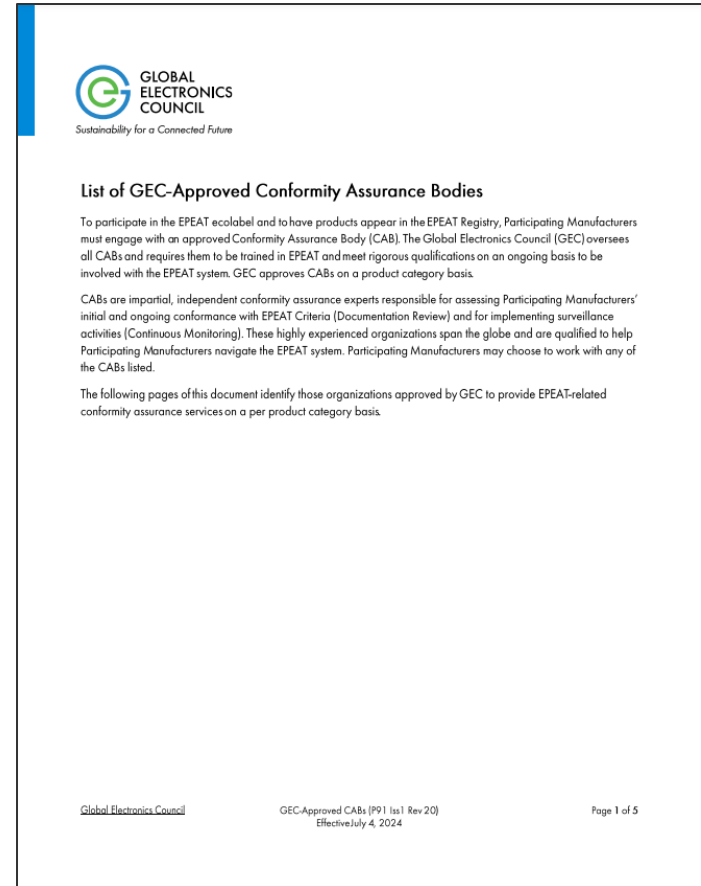 GLOBAL
ELECTRONICS
COUNCIL
Sustainability for a Connected Future
List of GEC-Approved Conformity Assurance Bodies
To participate in the EPEAT ecolabel and to have products appear in the EPEAT Registry, Participating Manufacturers
must engage with an approved Conformity Assurance Body (CAB). The Global Electronics Council (GEC) oversees
all CABs and requires them to be trained in EPEAT and meet rigorous qualifications on an ongoing basis to be
involved with the EPEAT system. GEC approves CABs on a product category basis.
CABs are impartial, independent conformity assurance experts responsible for assessing Participating Manufacturers'
initial and ongoing conformance with EPEAT Criteria (Documentation Review) and for implementing surveillance
activities (Continuous Monitoring). These highly experienced organizations span the globe and are qualified to help
Participating Manufacturers navigate the EPEAT system. Participating Manufacturers may choose to work with any of
the CABs listed.
The following pages of this document identify those organizations approved by GEC to provide EPEAT-related
conformity assurance services on a per product category basis.
Global Electronics Council GEC-Approved CABs (P91 Iss1 Rev 20) Page 1 of 5
Effective July 4, 2024